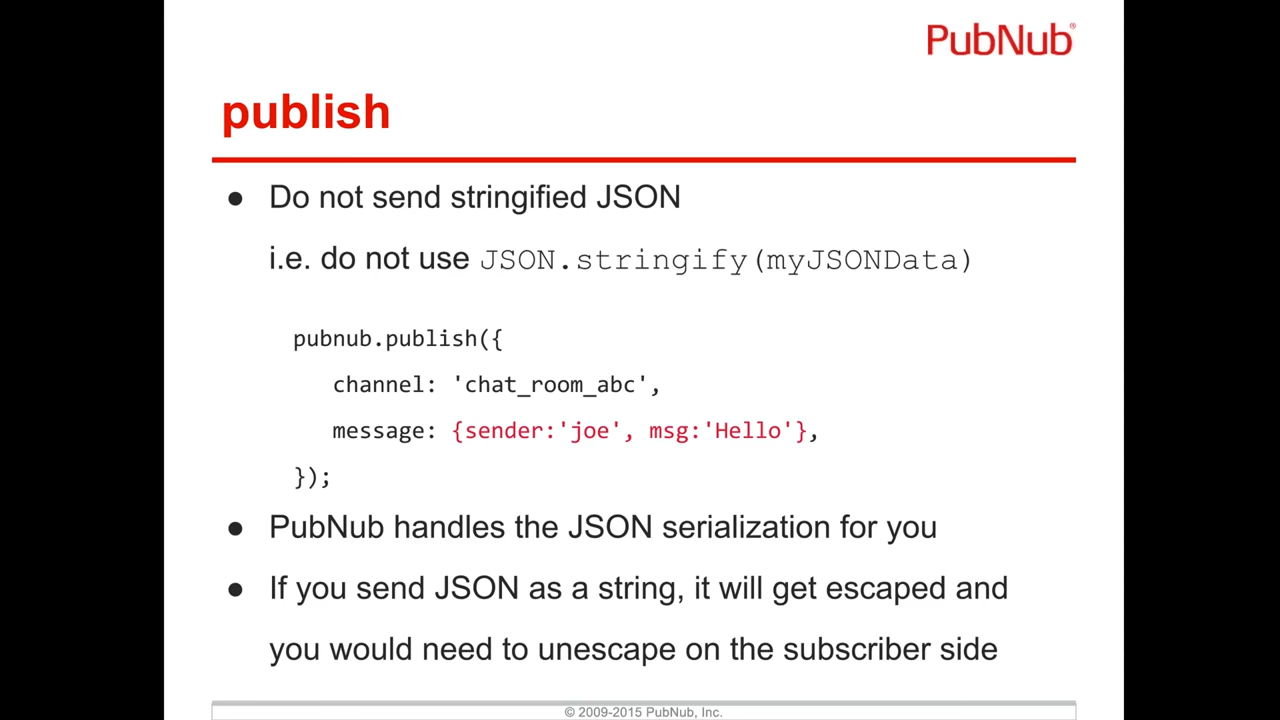 PubNub®
publish
● Do not send stringified JSON
i.e. do not use JSON.stringify(myJSONData)
pubnub.publish({
channel: 'chat_room_abc',
message: {sender:'joe', msg:'Hello'},
});
● PubNub handles the JSON serialization for you
● If you send JSON as a string, it will get escaped and
you would need to unescape on the subscriber side
© 2009-2015 PubNub, Inc.